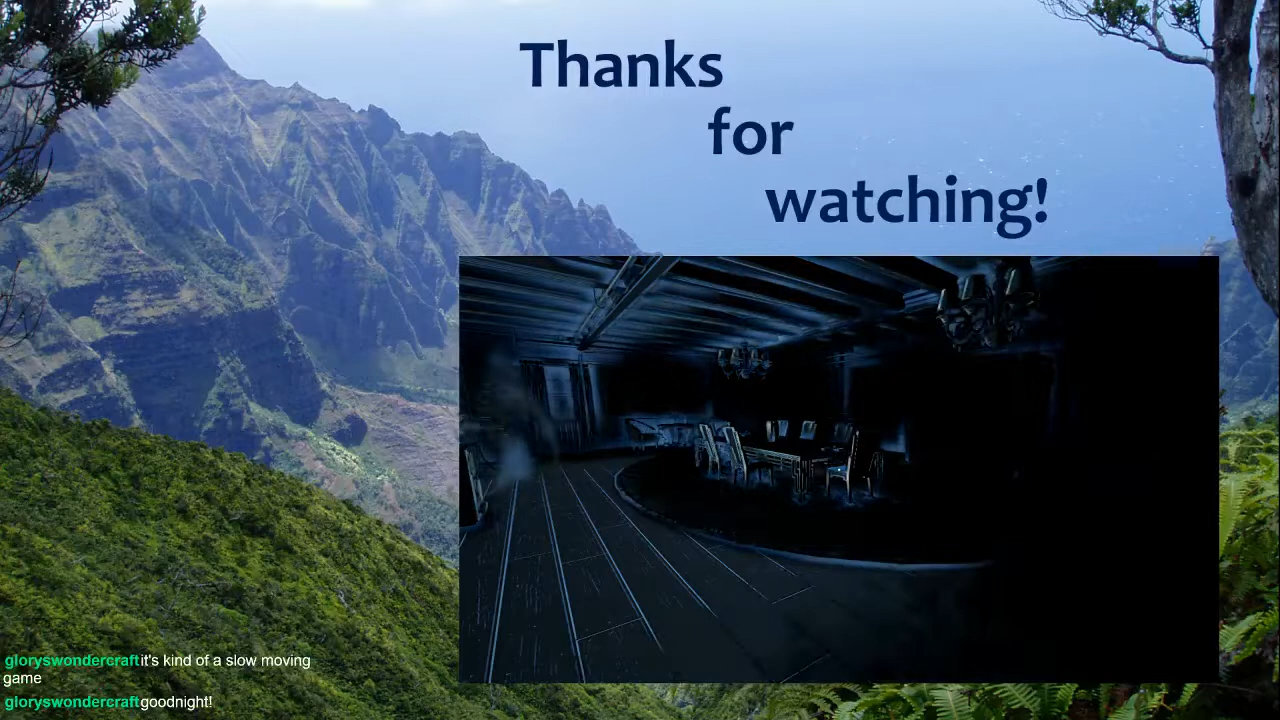 Thanks
for
watching!
gloryswondercraftit's kind of a slow moving
game
gloryswondercraftgoodnight!